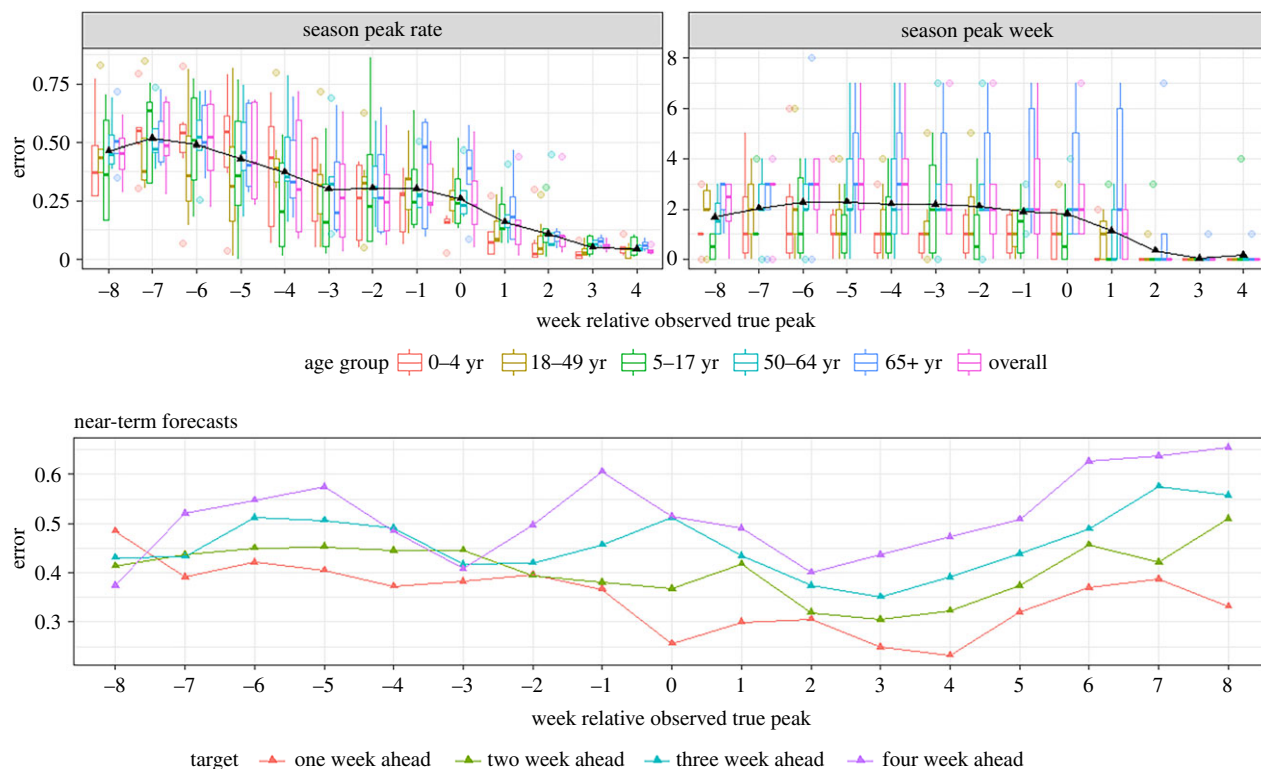 season peak rate
season peak week
0.75
0.50
0.25
0
error
8
6
4
2
0
–8 –7 –6 –5 –4 –3 –2 –1 0 1 2 3 4
–8 –7 –6 –5 –4 –3 –2 –1 0 1 2 3 4
week relative observed true peak
age group 0–4 yr 18–49 yr 5–17 yr 50–64 yr 65+ yr overall
near-term forecasts
0.6
0.5
0.4
0.3
error
–8 –7 –6 –5 –4 –3 –2 –1 0 1 2 3 4 5 6 7 8
week relative observed true peak
target one week ahead two week ahead three week ahead four week ahead